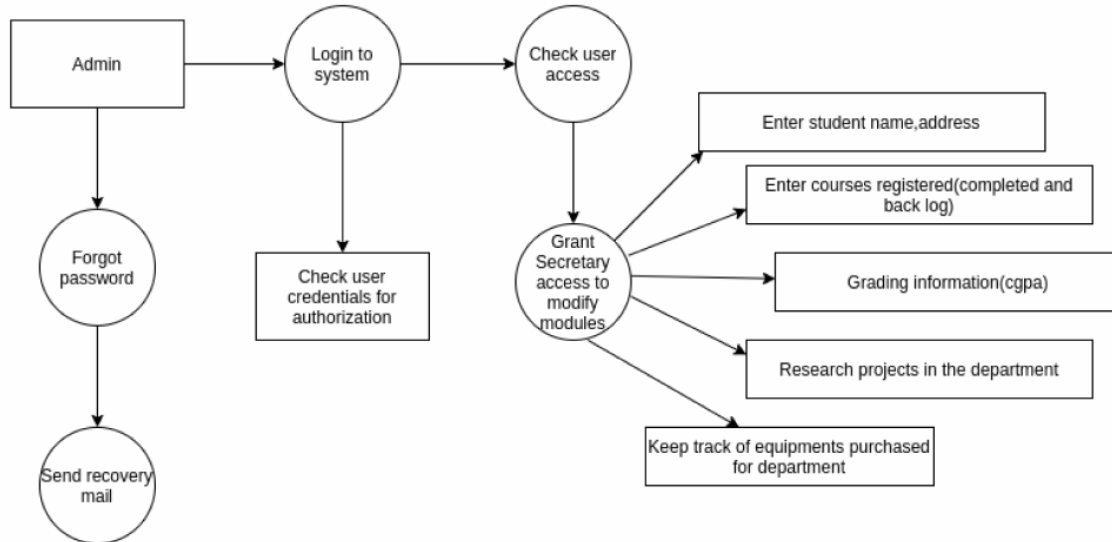 Admin
Login to
system
Check user
access
Enter student name,address
Enter courses registered(completed and
back log)
Forgot
password
Check user
credentials for
authorization
Grant
Secretary
access to
modify
modules
Grading information(cgpa)
Research projects in the department
Keep track of equipments purchased
for department
Send recovery
mail